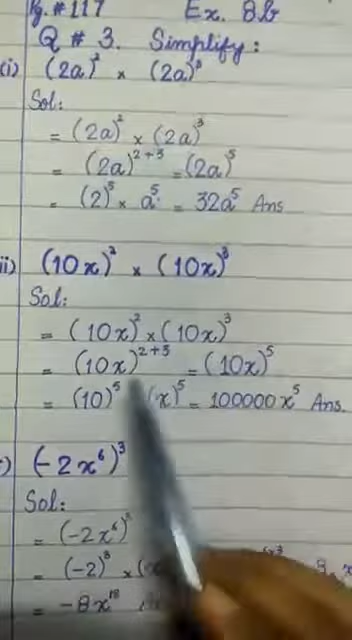 Pg. #117 Ex. 8.b
Q # 3. Simplify:
(i) (2a)² × (2a)³
Sol:
= (2a)² × (2a)³
= (2a)²⁺³ = (2a)⁵
= (2)⁵ × a⁵ = 32a⁵ Ans
ii) (10x)² × (10x)³
Sol:
= (10x)² × (10x)³
= (10x)²⁺³ = (10x)⁵
= (10)⁵ (x)⁵ = 100000x⁵ Ans.
(-2x⁶)³
Sol:
= (-2x⁶)³
= (-2)³ ×
= -8x¹⁸